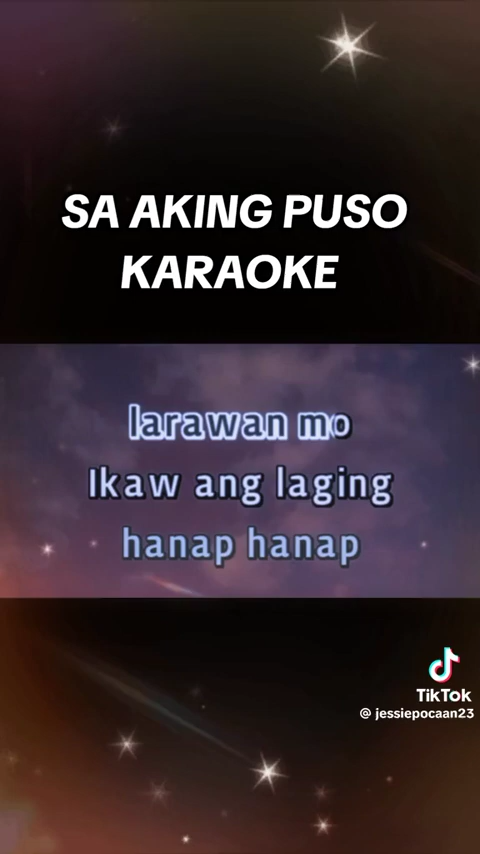 SA AKING PUSO
KARAOKE
larawan mo
Ikaw ang laging
hanap hanap
TikTok
@ jessiepocaan23